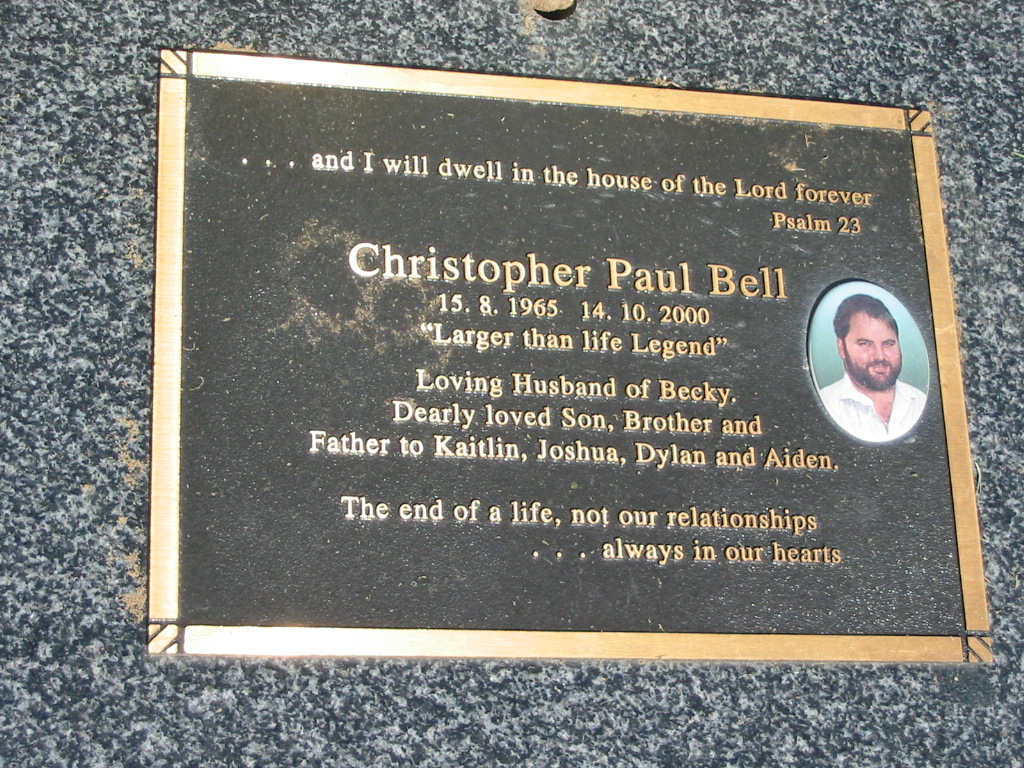 . . . and I will dwell in the house of the Lord forever
Psalm 23
Christopher Paul Bell
15. 8. 1965 14. 10. 2000
“Larger than life Legend”
Loving Husband of Becky.
Dearly loved Son, Brother and
Father to Kaitlin, Joshua, Dylan and Aiden.
The end of a life, not our relationships
. . . always in our hearts